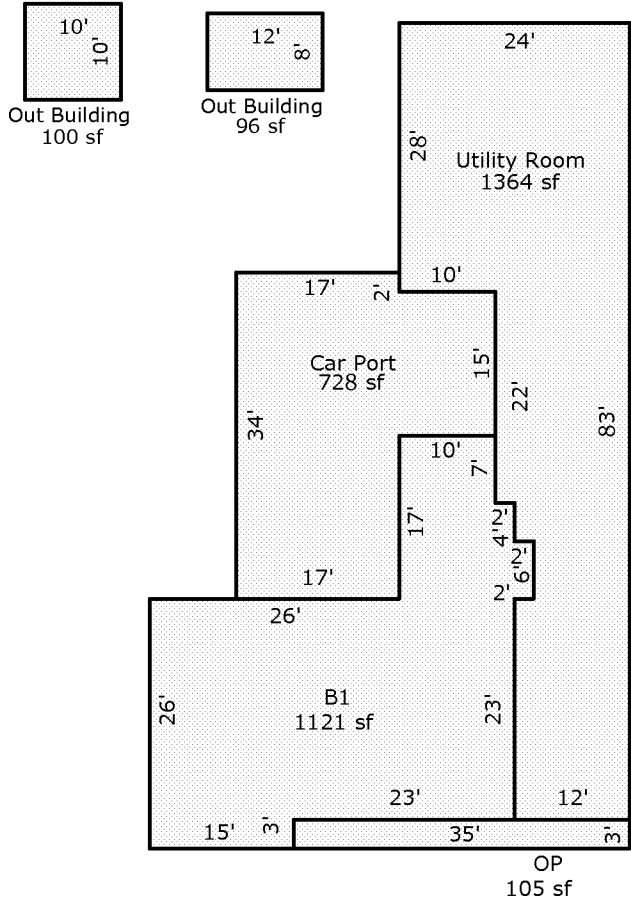 10'
10'
Out Building
100 sf
12'
8'
Out Building
96 sf
24'
28'
Utility Room
1364 sf
17'
2'
10'
Car Port
728 sf
15'
22'
34'
83'
10'
7'
17'
2'
4'
2'
6'
2'
17'
26'
26'
B1
1121 sf
23'
23'
12'
15'
3'
35'
3'
OP
105 sf